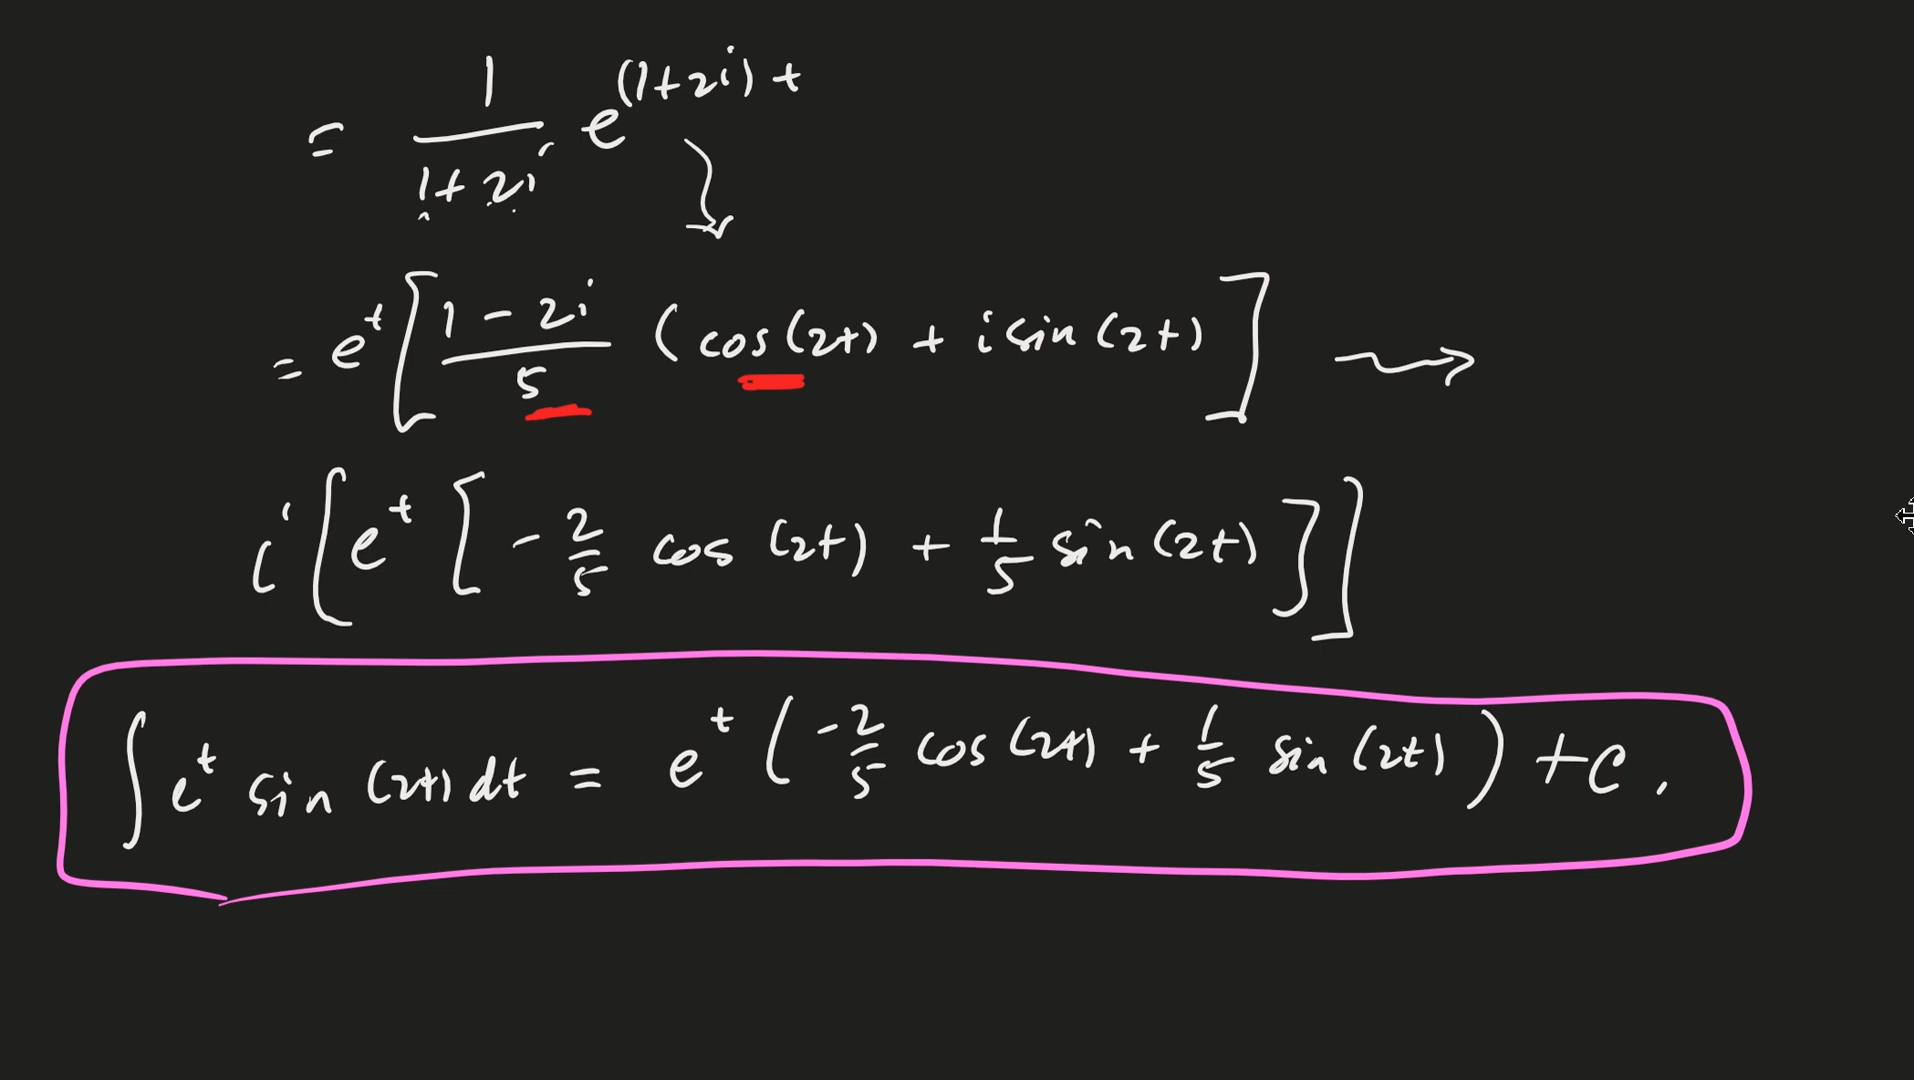 = 1/(1+2i) e^((1+2i)t)
= e^t [ (1-2i)/5 (cos(2t) + i sin(2t) ]
i [ e^t [ -2/5 cos(2t) + 1/5 sin(2t) ] ]
∫ e^t sin(2t) dt = e^t ( -2/5 cos(2t) + 1/5 sin(2t) ) + C.